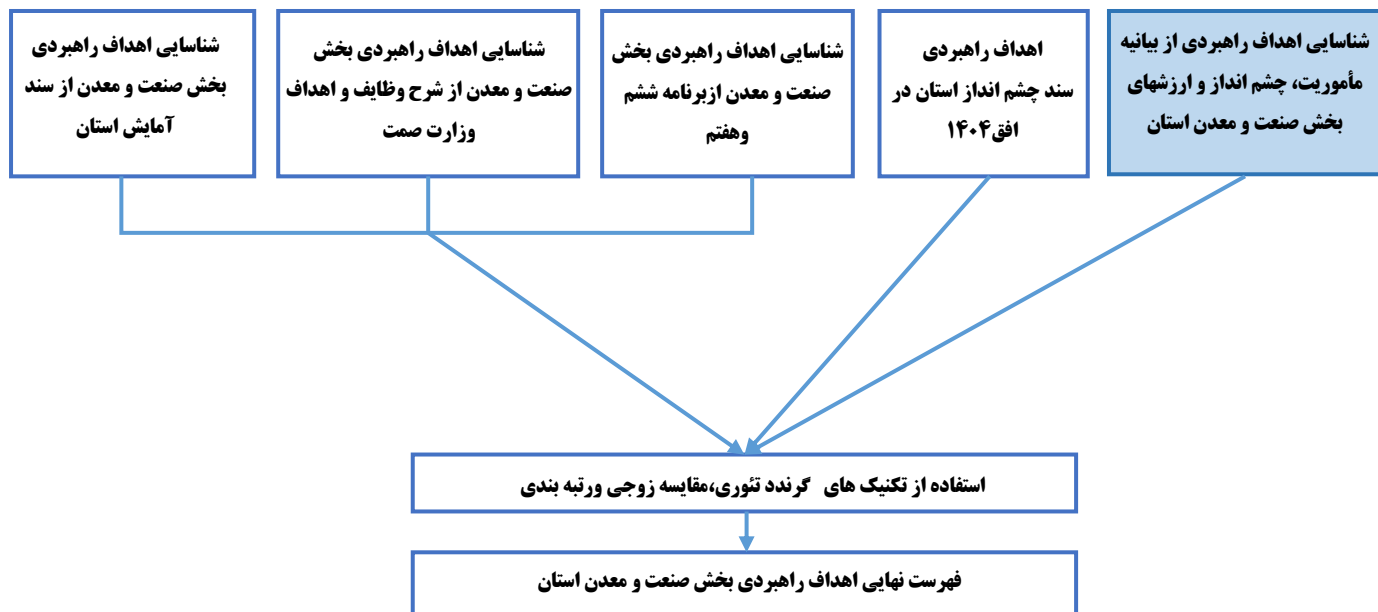 شناسایی اهداف راهبردی از بیانیه
مأموریت، چشم انداز و ارزشهای
بخش صنعت و معدن استان
اهداف راهبردی
سند چشم انداز استان در
افق۱۴۰۴
شناسایی اهداف راهبردی بخش
صنعت و معدن ازبرنامه ششم
وهفتم
شناسایی اهداف راهبردی بخش
صنعت و معدن از شرح وظایف و اهداف
وزارت صمت
شناسایی اهداف راهبردی
بخش صنعت و معدن از سند
آمایش استان
استفاده از تکنیک های گرندد تئوری،مقایسه زوجی ورتبه بندی
فهرست نهایی اهداف راهبردی بخش صنعت و معدن استان